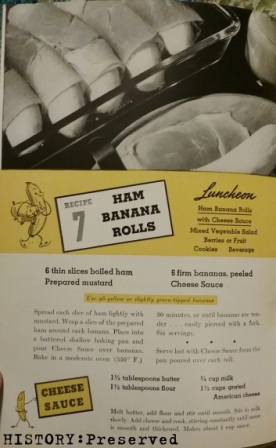 RECIPE
7
HAM
BANANA
ROLLS
Luncheon
Ham Banana Rolls
with Cheese Sauce
Mixed Vegetable Salad
Berries or Fruit
Cookies Beverage
6 thin slices boiled ham
Prepared mustard
6 firm bananas, peeled
Cheese Sauce
Use all-yellow or slightly green-tipped bananas
Spread each slice of ham lightly with
mustard. Wrap a slice of the prepared
ham around each banana. Place into
a buttered shallow baking pan and
pour Cheese Sauce over bananas.
Bake in a moderate oven (350° F.)
30 minutes, or until bananas are ten-
der . . . easily pierced with a fork.
Six servings.
• • •
Serve hot with Cheese Sauce from the
pan poured over each roll.
CHEESE
SAUCE
1½ tablespoons butter
1½ tablespoons flour
¾ cup milk
1½ cups grated
American cheese
Melt butter, add flour and stir until smooth. Stir in milk
slowly. Add cheese and cook, stirring constantly until sauce
is smooth and thickened. Makes about 1 cup sauce.
HISTORY:Preserved